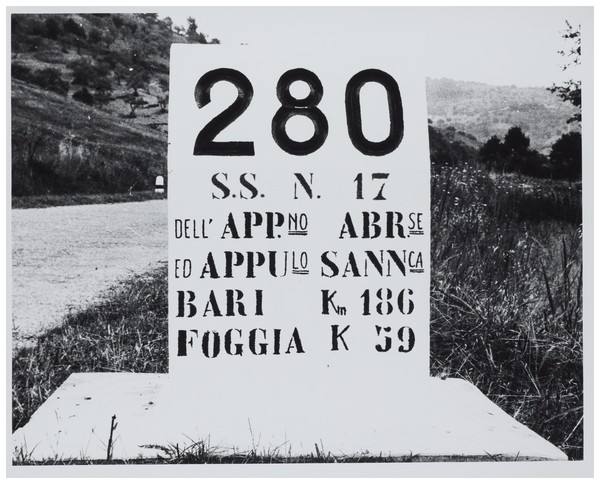 280
S.S. N. 17
DELL' APP.NO ABR.SE
ED APPULO SANNCA
BARI Km 186
FOGGIA K 59